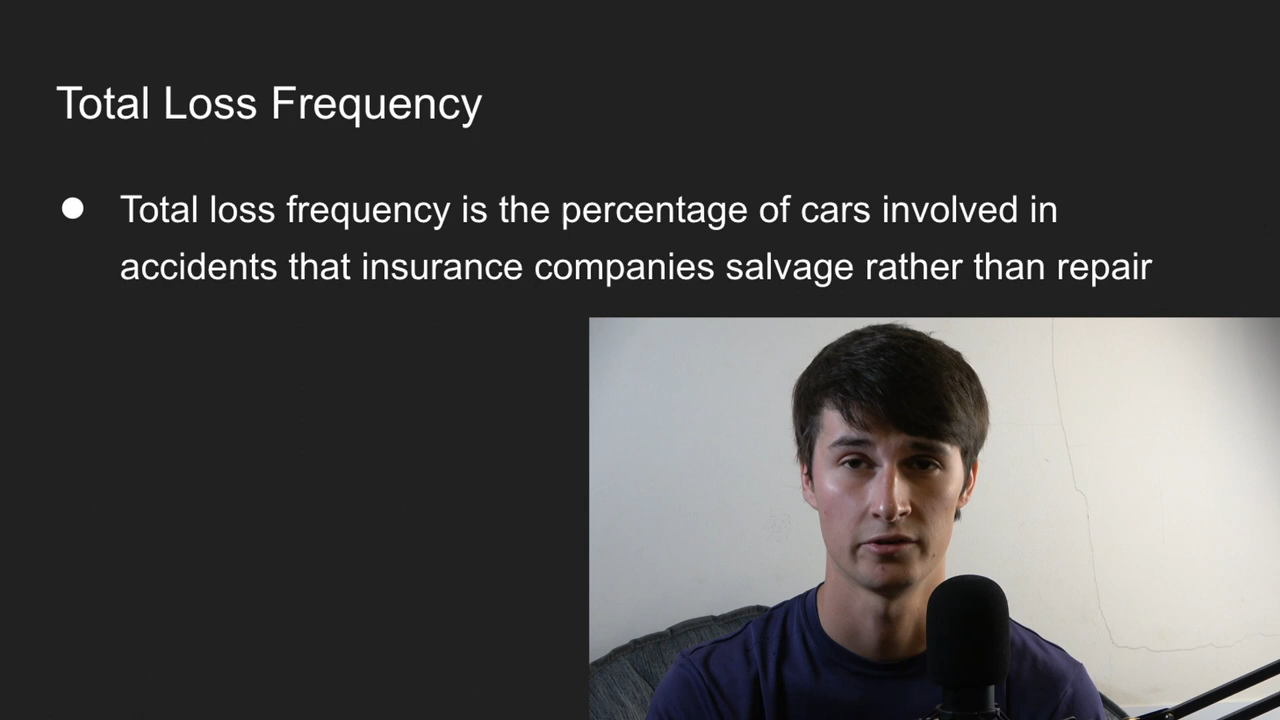 Total Loss Frequency
Total loss frequency is the percentage of cars involved in
accidents that insurance companies salvage rather than repair